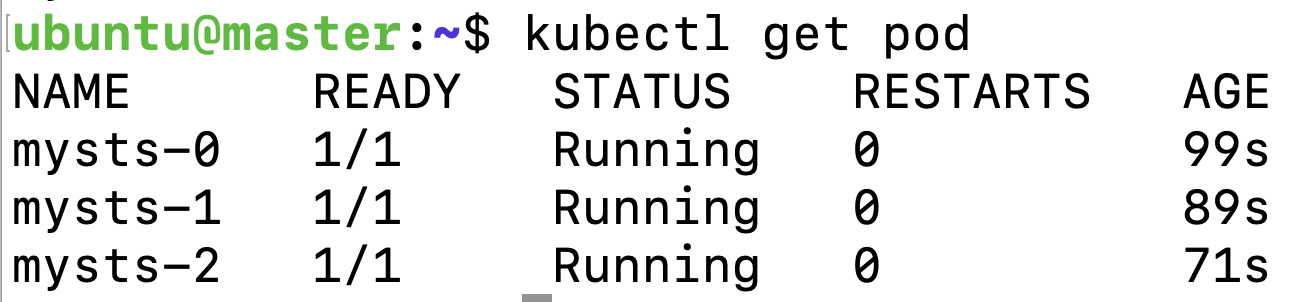 ubuntu@master:~$ kubectl get pod
NAME READY STATUS RESTARTS AGE
mysts-0 1/1 Running 0 99s
mysts-1 1/1 Running 0 89s
mysts-2 1/1 Running 0 71s